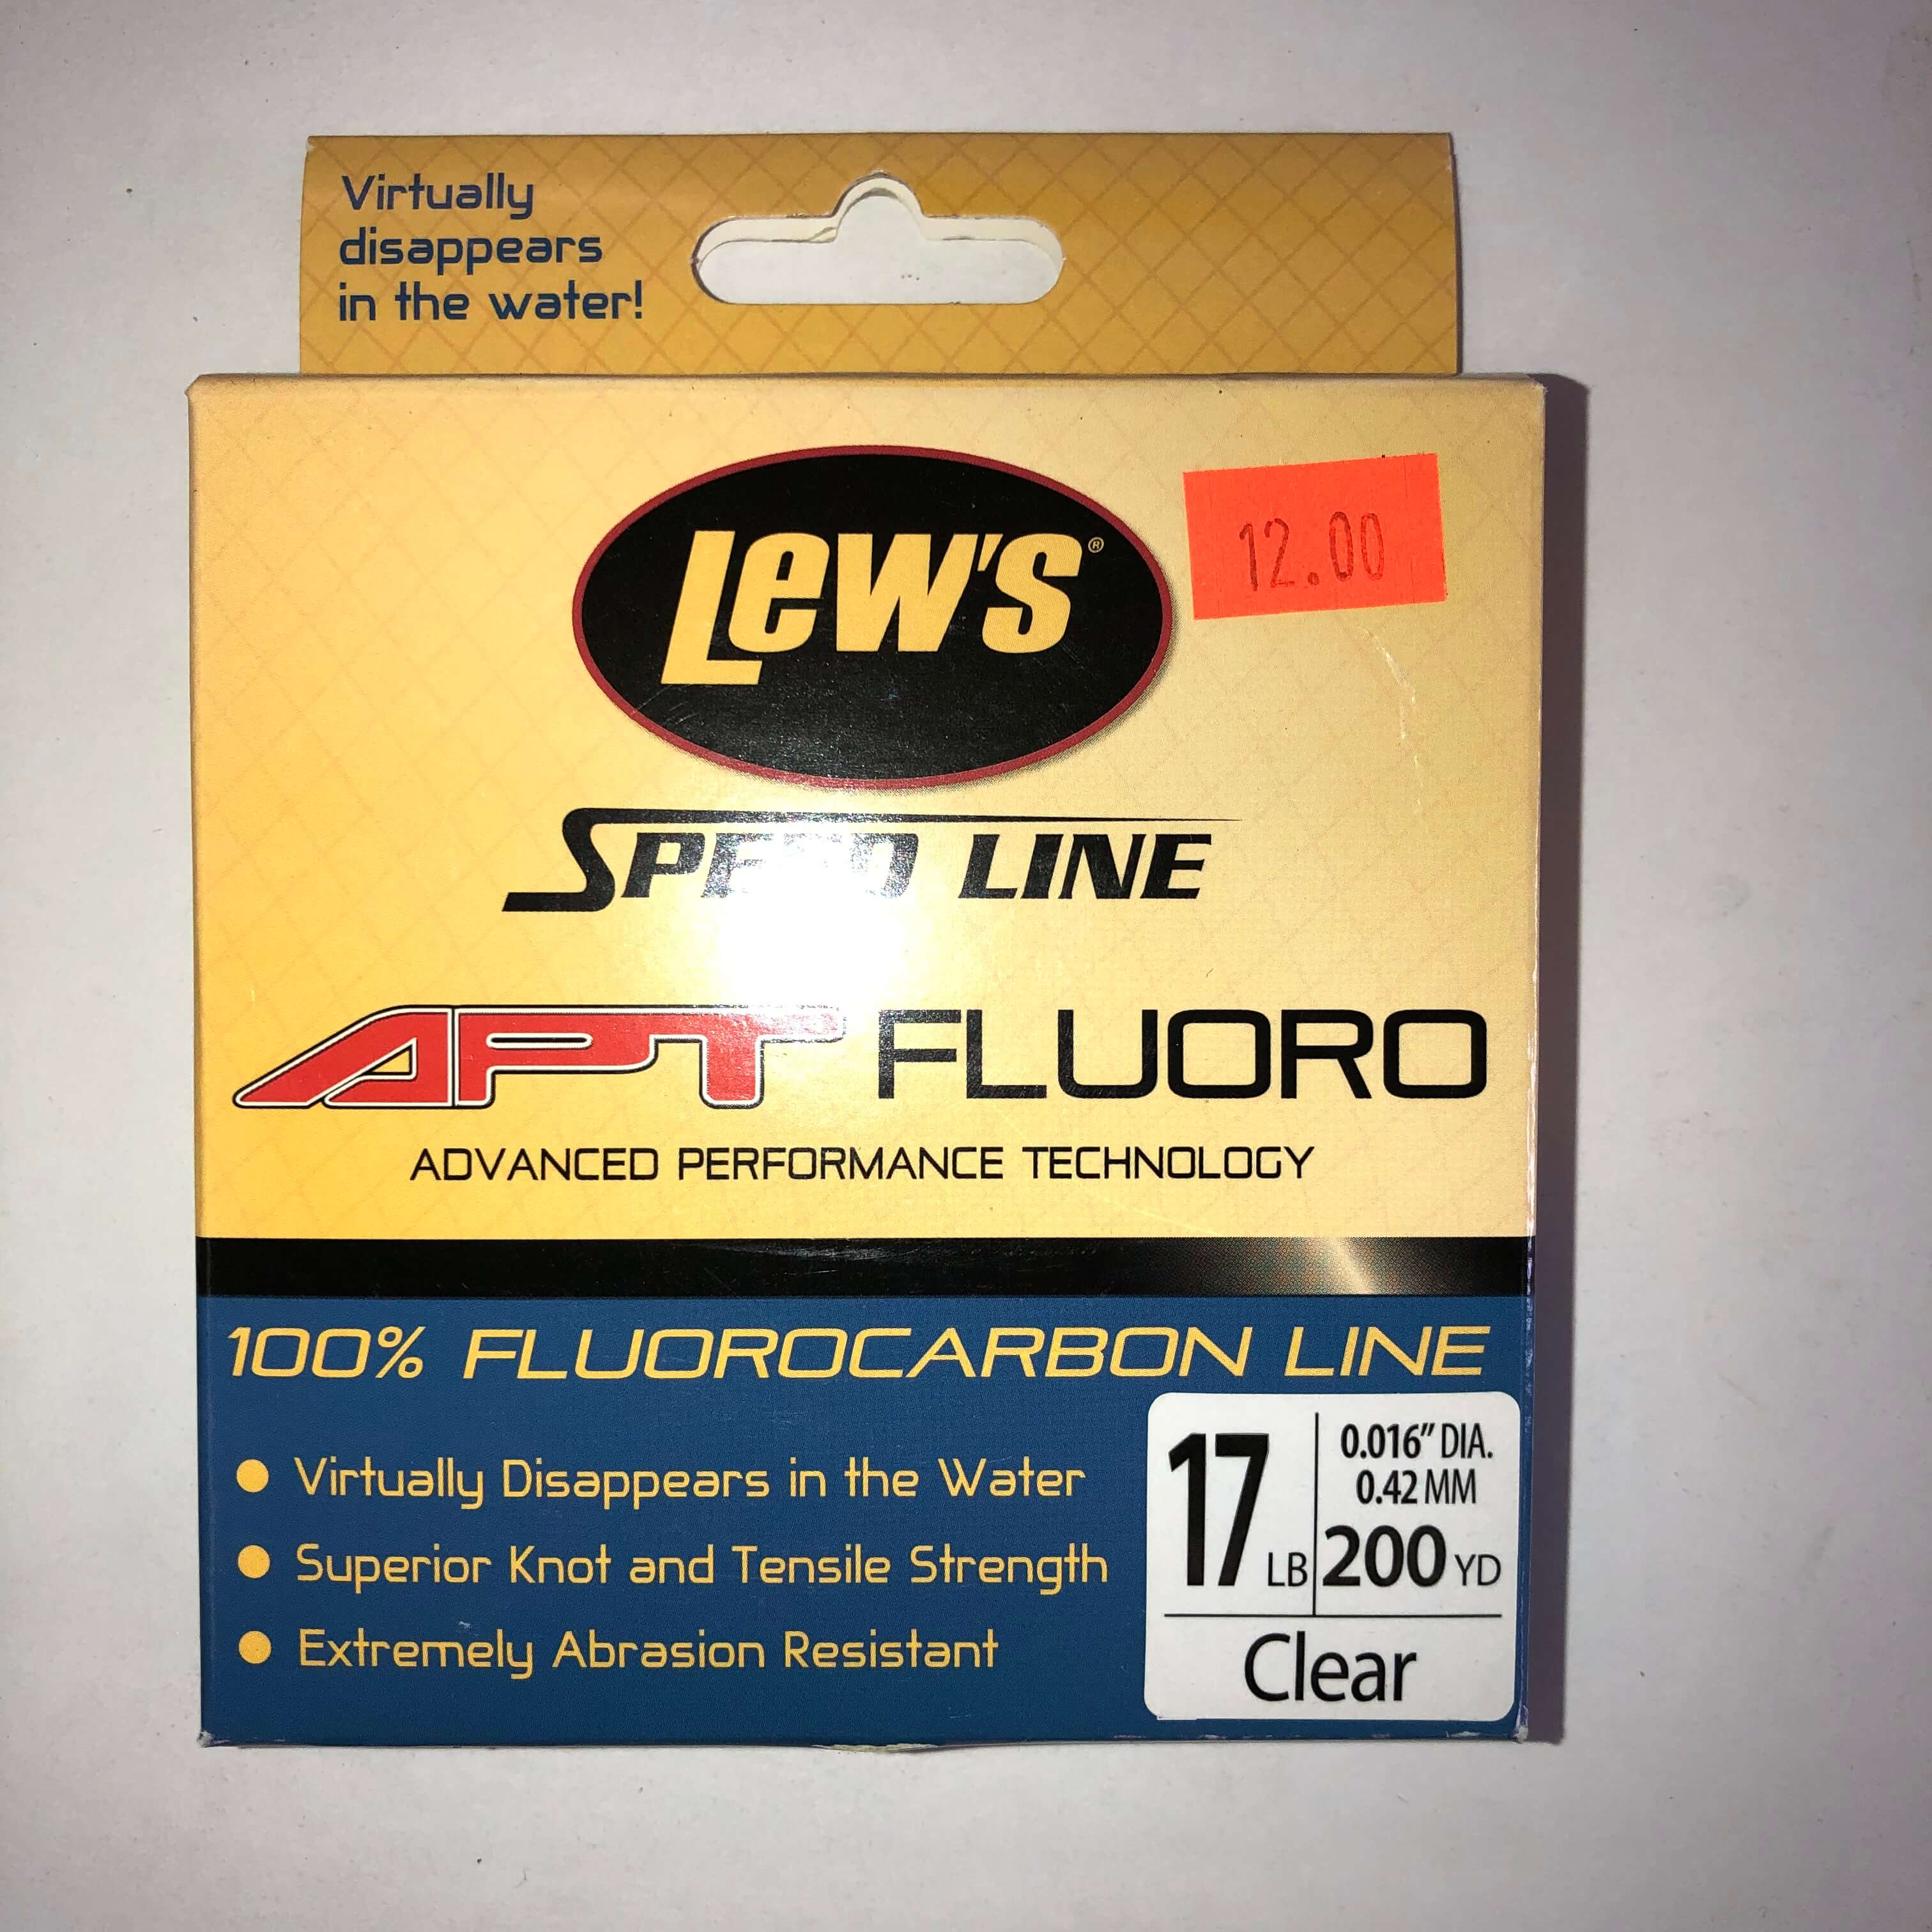 Virtually
disappears
in the water!
Lew's®
12.00
SPEED LINE
APT FLUORO
ADVANCED PERFORMANCE TECHNOLOGY
100% FLUOROCARBON LINE
Virtually Disappears in the Water
Superior Knot and Tensile Strength
Extremely Abrasion Resistant
17 LB
0.016" DIA.
0.42 MM
200 YD
Clear